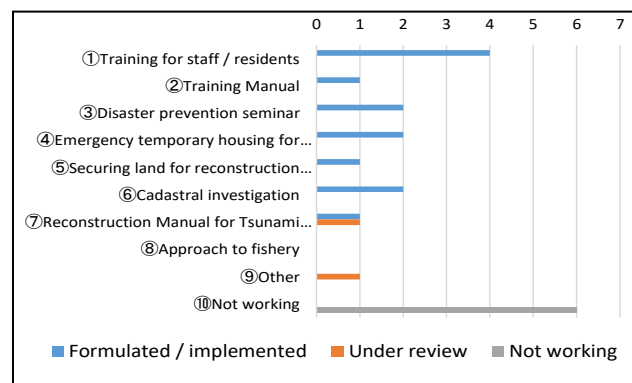 0 1 2 3 4 5 6 7
①Training for staff / residents
②Training Manual
③Disaster prevention seminar
④Emergency temporary housing for...
⑤Securing land for reconstruction...
⑥Cadastral investigation
⑦Reconstruction Manual for Tsunami...
⑧Approach to fishery
⑨Other
⑩Not working
Formulated / implemented Under review Not working